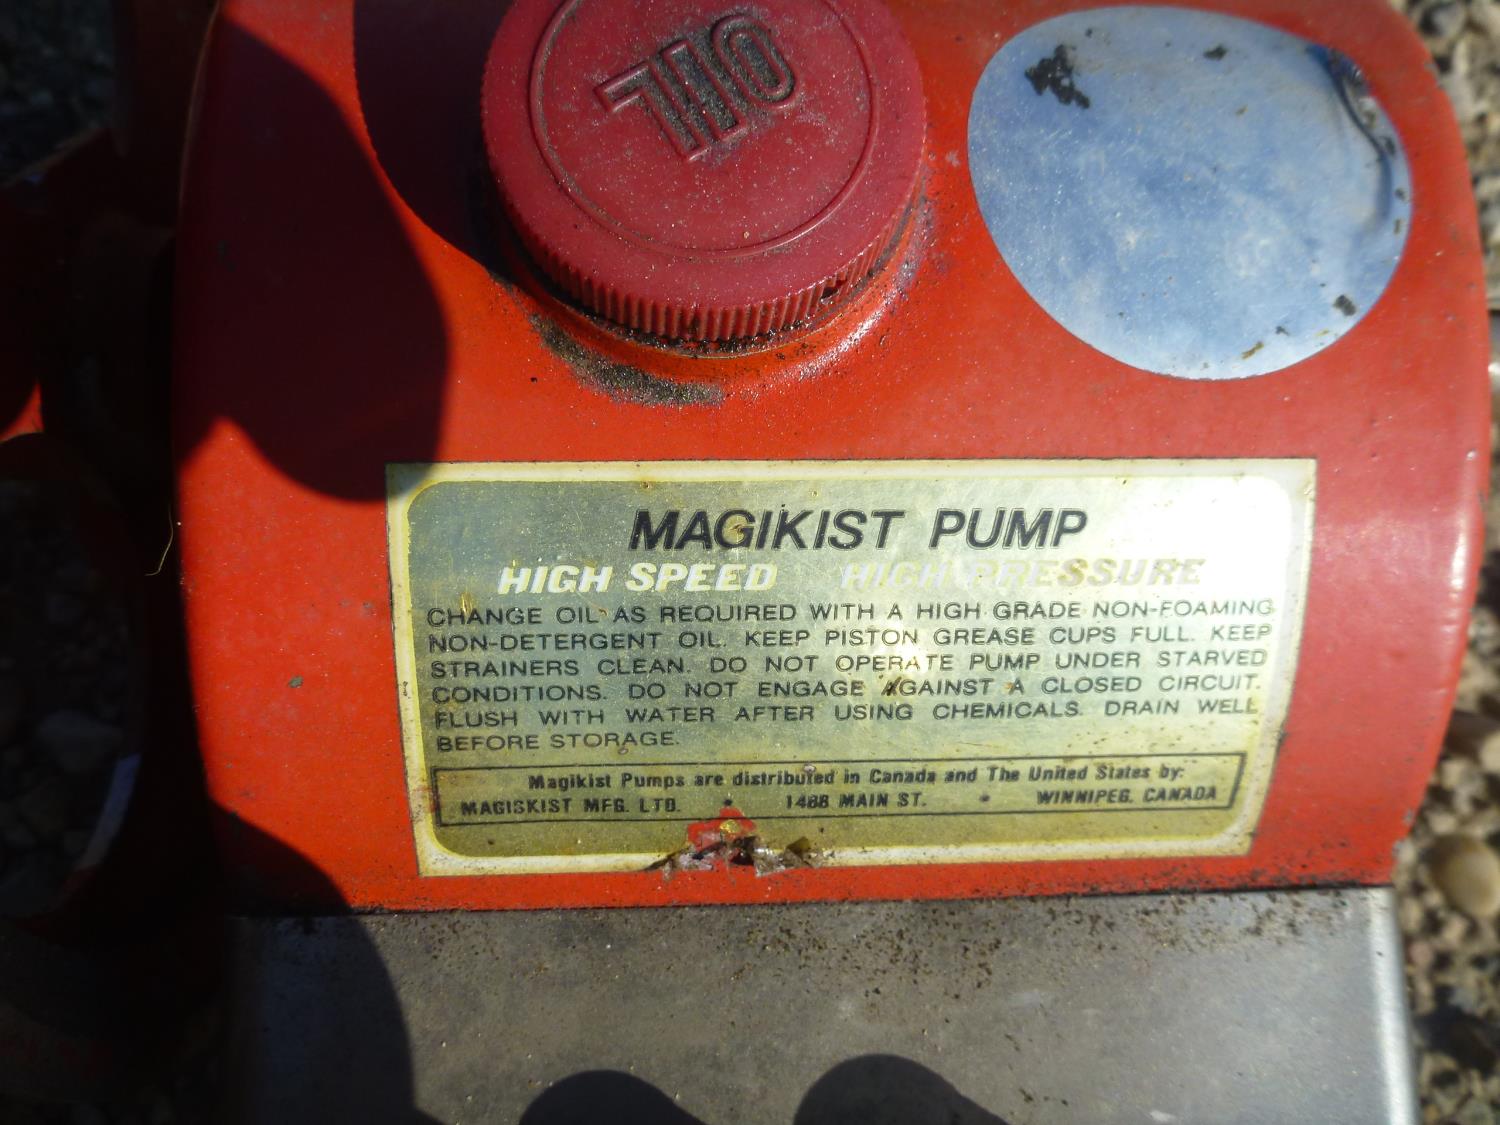 OIL
MAGIKIST PUMP
HIGH SPEED HIGH PRESSURE
CHANGE OIL AS REQUIRED WITH A HIGH GRADE NON-FOAMING
NON-DETERGENT OIL. KEEP PISTON GREASE CUPS FULL. KEEP
STRAINERS CLEAN. DO NOT OPERATE PUMP UNDER STARVED
CONDITIONS. DO NOT ENGAGE AGAINST A CLOSED CIRCUIT.
FLUSH WITH WATER AFTER USING CHEMICALS. DRAIN WELL
BEFORE STORAGE.
Magikist Pumps are distributed in Canada and The United States by:
MAGISKIST MFG. LTD. • 1488 MAIN ST. • WINNIPEG, CANADA